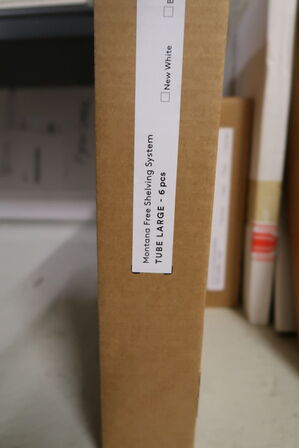 Montana Free Shelving System
TUBE LARGE - 6 pcs
New White